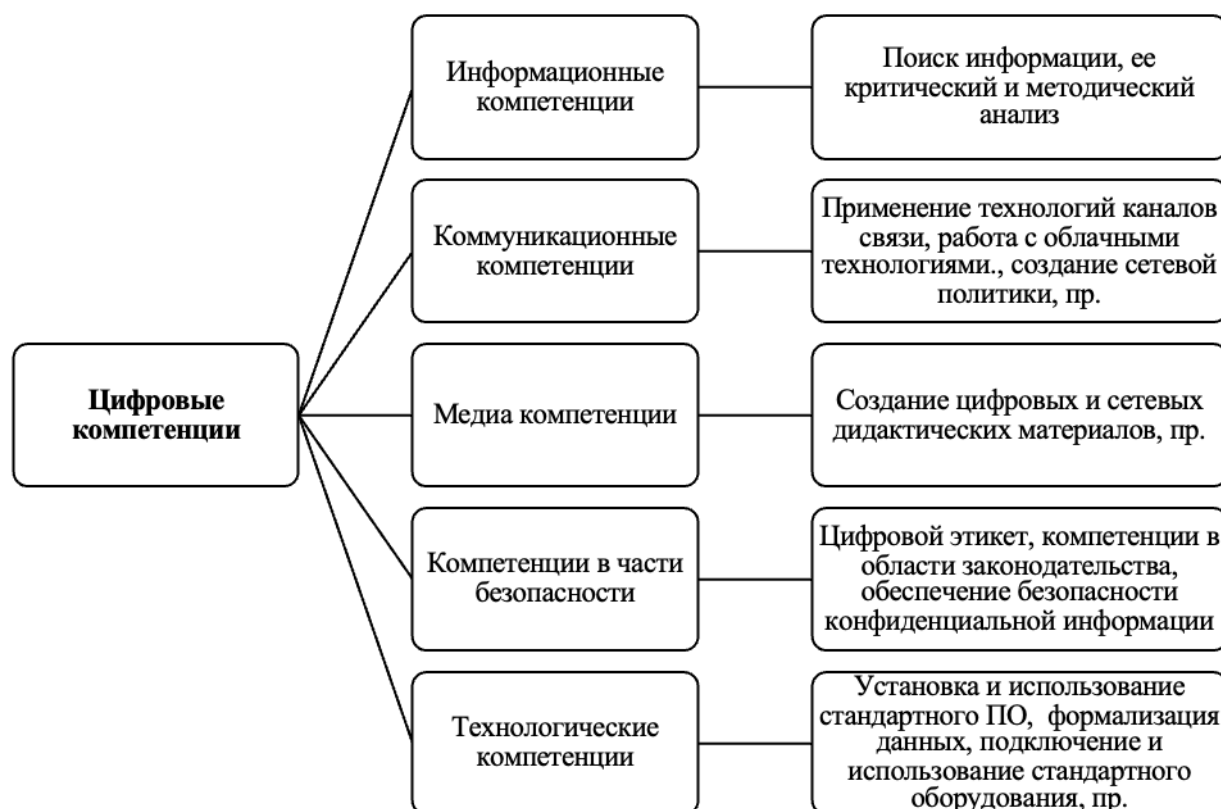 Цифровые
компетенции
Информационные
компетенции
Поиск информации, ее
критический и методический
анализ
Коммуникационные
компетенции
Применение технологий каналов
связи, работа с облачными
технологиями., создание сетевой
политики, пр.
Медиа компетенции
Создание цифровых и сетевых
дидактических материалов, пр.
Компетенции в части
безопасности
Цифровой этикет, компетенции в
области законодательства,
обеспечение безопасности
конфиденциальной информации
Технологические
компетенции
Установка и использование
стандартного ПО, формализация
данных, подключение и
использование стандартного
оборудования, пр.